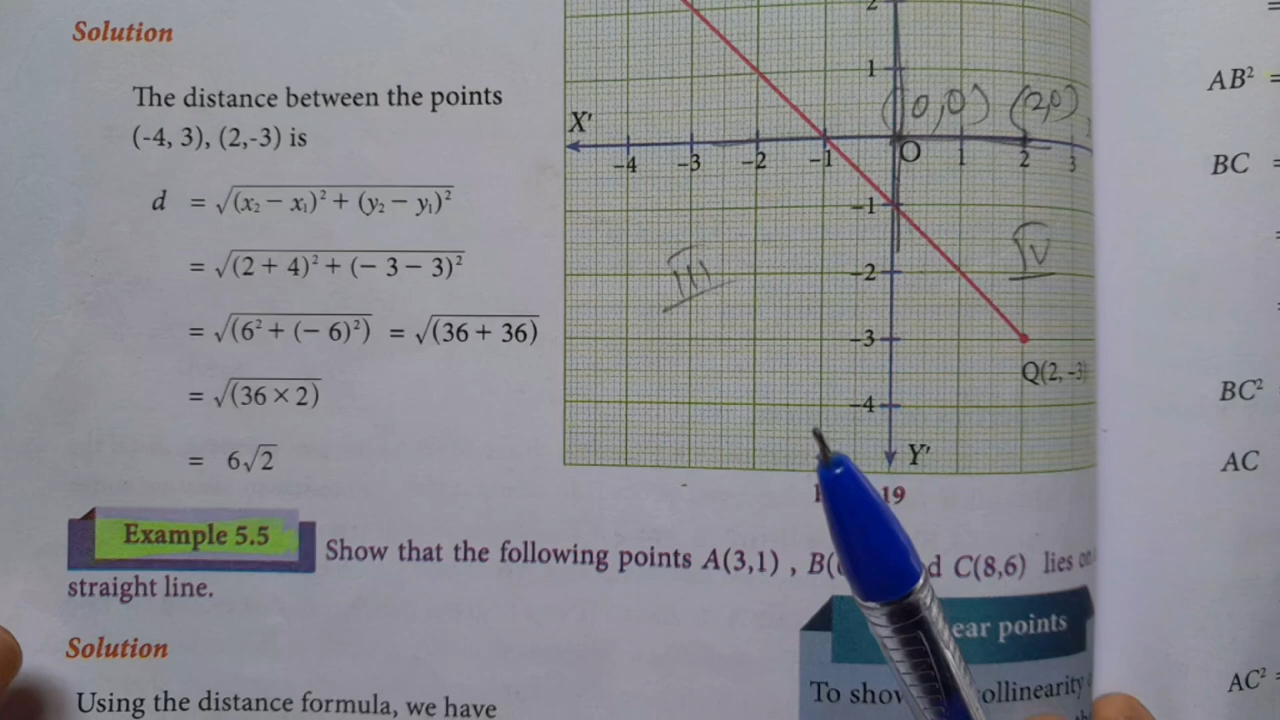 Solution
The distance between the points
(-4, 3), (2,-3) is
d = √(x₂ − x₁)² + (y₂ − y₁)²
= √(2 + 4)² + (− 3 − 3)²
= √(6² + (− 6)²) = √(36 + 36)
= √(36 × 2)
= 6√2
2
1
(0,0) (2,0)
X′
-4 -3 -2 -1 O 1 2 3
-1
III IV
-2
-3
Q(2, -3)
-4
Y′
19
Example 5.5 Show that the following points A(3,1) , B( d C(8,6) lies
straight line.
Solution
ear points
Using the distance formula, we have
To show ollinearity
AB² =
BC =
BC²
AC
AC² =